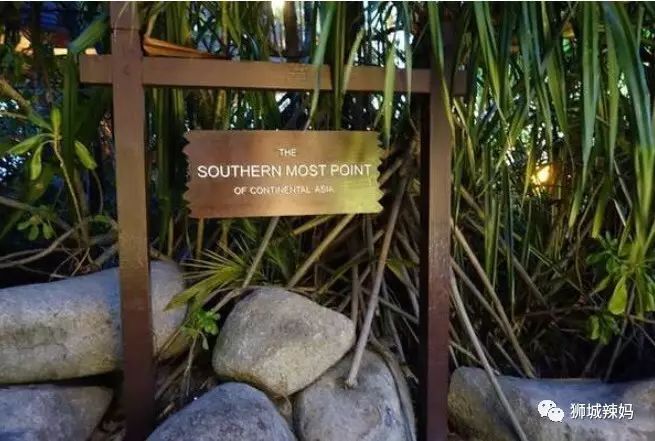 THE
SOUTHERN MOST POINT
OF CONTINENTAL ASIA
狮城辣妈